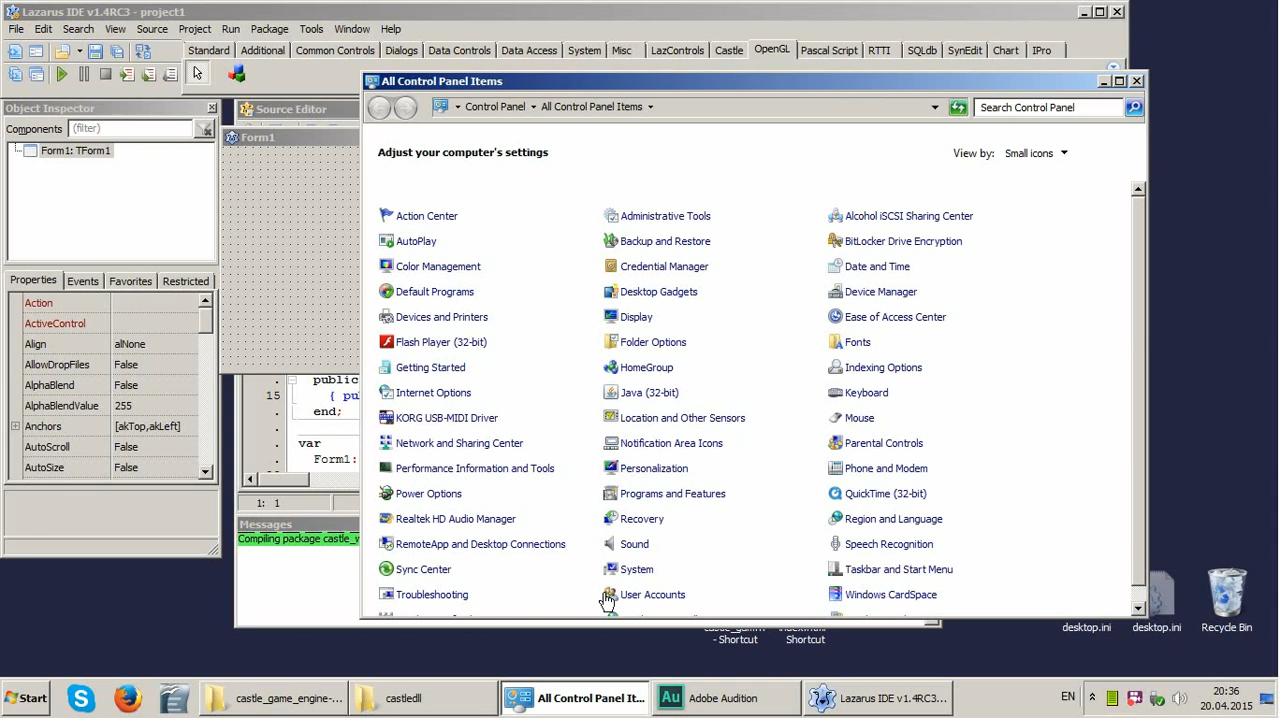 Lazarus IDE v1.4RC3 - project1
File Edit Search View Source Project Package Run Tools Window Help
Standard Additional Common Controls Dialogs Data Controls Data Access System Misc LazControls Castle OpenGL Pascal Script RTTI SQLdb SynEdit Chart IPro
Object Inspector
Components (filter)
Form1: TForm1
Properties Events Favorites Restricted
Action
ActiveControl
Align alNone
AllowDropFiles False
AlphaBlend False
AlphaBlendValue 255
Anchors [akTop,akLeft]
AutoScroll False
AutoSize False
Source Editor
Form1
public
15
end;
var
Form1:
1: 1
Messages
Compiling package
All Control Panel Items
Control Panel All Control Panel Items
Search Control Panel
Adjust your computer's settings
View by: Small icons
Action Center Administrative Tools Alcohol iSCSI Sharing Center
AutoPlay Backup and Restore BitLocker Drive Encryption
Color Management Credential Manager Date and Time
Default Programs Desktop Gadgets Device Manager
Devices and Printers Display Ease of Access Center
Flash Player (32-bit) Folder Options Fonts
Getting Started HomeGroup Indexing Options
Internet Options Java (32-bit) Keyboard
KORG USB-MIDI Driver Location and Other Sensors Mouse
Network and Sharing Center Notification Area Icons Parental Controls
Performance Information and Tools Personalization Phone and Modem
Power Options Programs and Features QuickTime (32-bit)
Realtek HD Audio Manager Recovery Region and Language
RemoteApp and Desktop Connections Sound Speech Recognition
Sync Center System Taskbar and Start Menu
Troubleshooting User Accounts Windows CardSpace
- Shortcut
Shortcut
desktop.ini
desktop.ini
Recycle Bin
Start
castle_game_engine-...
castledll
All Control Panel Ite...
Au Adobe Audition
Lazarus IDE v1.4RC3...
EN
20:36
20.04.2015